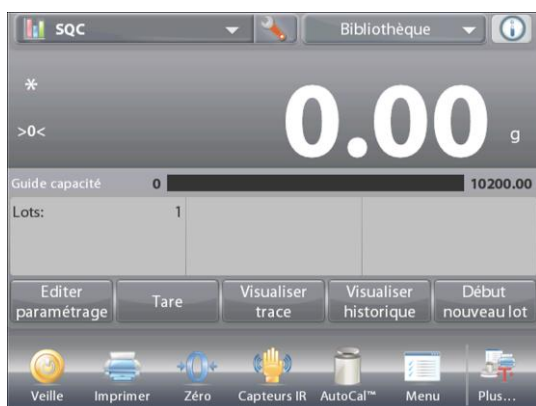 SQC Bibliothèque
*
>0< 0.00 g
Guide capacité 0 10200.00
Lots: 1
Editer paramétrage Tare Visualiser trace Visualiser historique Début nouveau lot
Veille Imprimer Zéro Capteurs IR AutoCal™ Menu Plus...